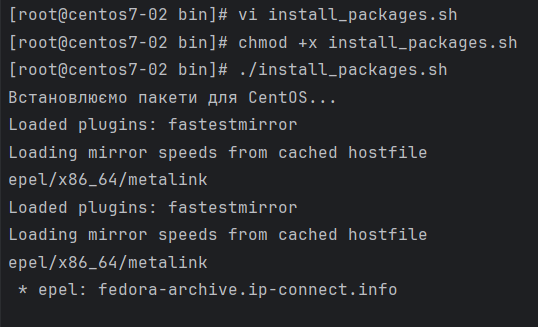 [root@centos7-02 bin]# vi install_packages.sh
[root@centos7-02 bin]# chmod +x install_packages.sh
[root@centos7-02 bin]# ./install_packages.sh
Встановлюємо пакети для CentOS...
Loaded plugins: fastestmirror
Loading mirror speeds from cached hostfile
epel/x86_64/metalink
Loaded plugins: fastestmirror
Loading mirror speeds from cached hostfile
epel/x86_64/metalink
 * epel: fedora-archive.ip-connect.info